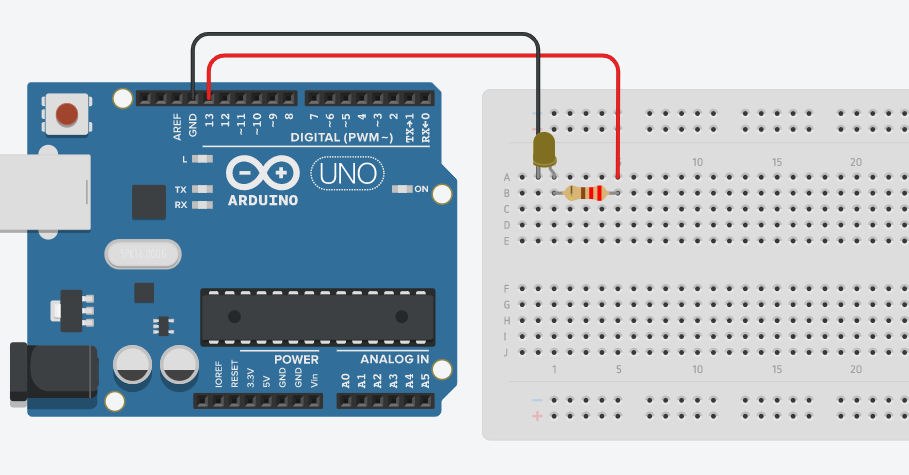 AREF
GND
13
12
~11
~10
~9
8
7
~6
~5
4
~3
2
TX→1
RX←0
DIGITAL (PWM~)
L
TX
RX
UNO
ON
ARDUINO
POWER
ANALOG IN
IOREF
RESET
3.3V
5V
GND
GND
Vin
A0
A1
A2
A3
A4
A5
5 10 15 20
A
B
C
D
E
F
G
H
I
J
1 5 10 15 20
−
+